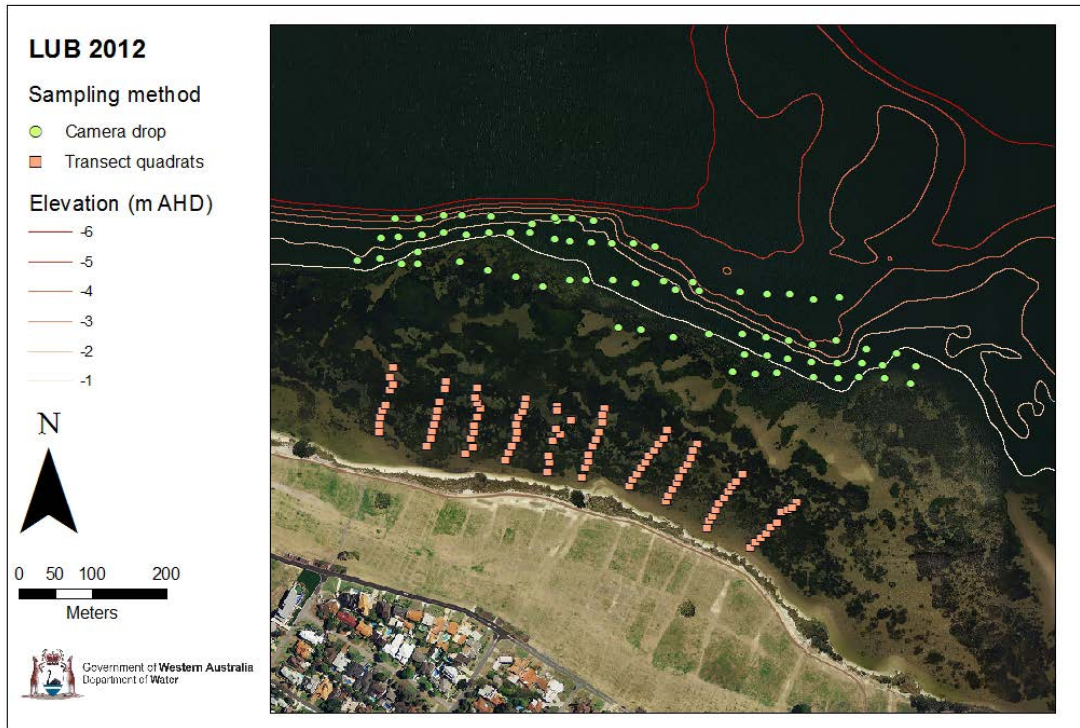 LUB 2012
Sampling method
Camera drop
Transect quadrats
Elevation (m AHD)
-6
-5
-4
-3
-2
-1
N
0 50 100 200
Meters
Government of Western Australia
Department of Water